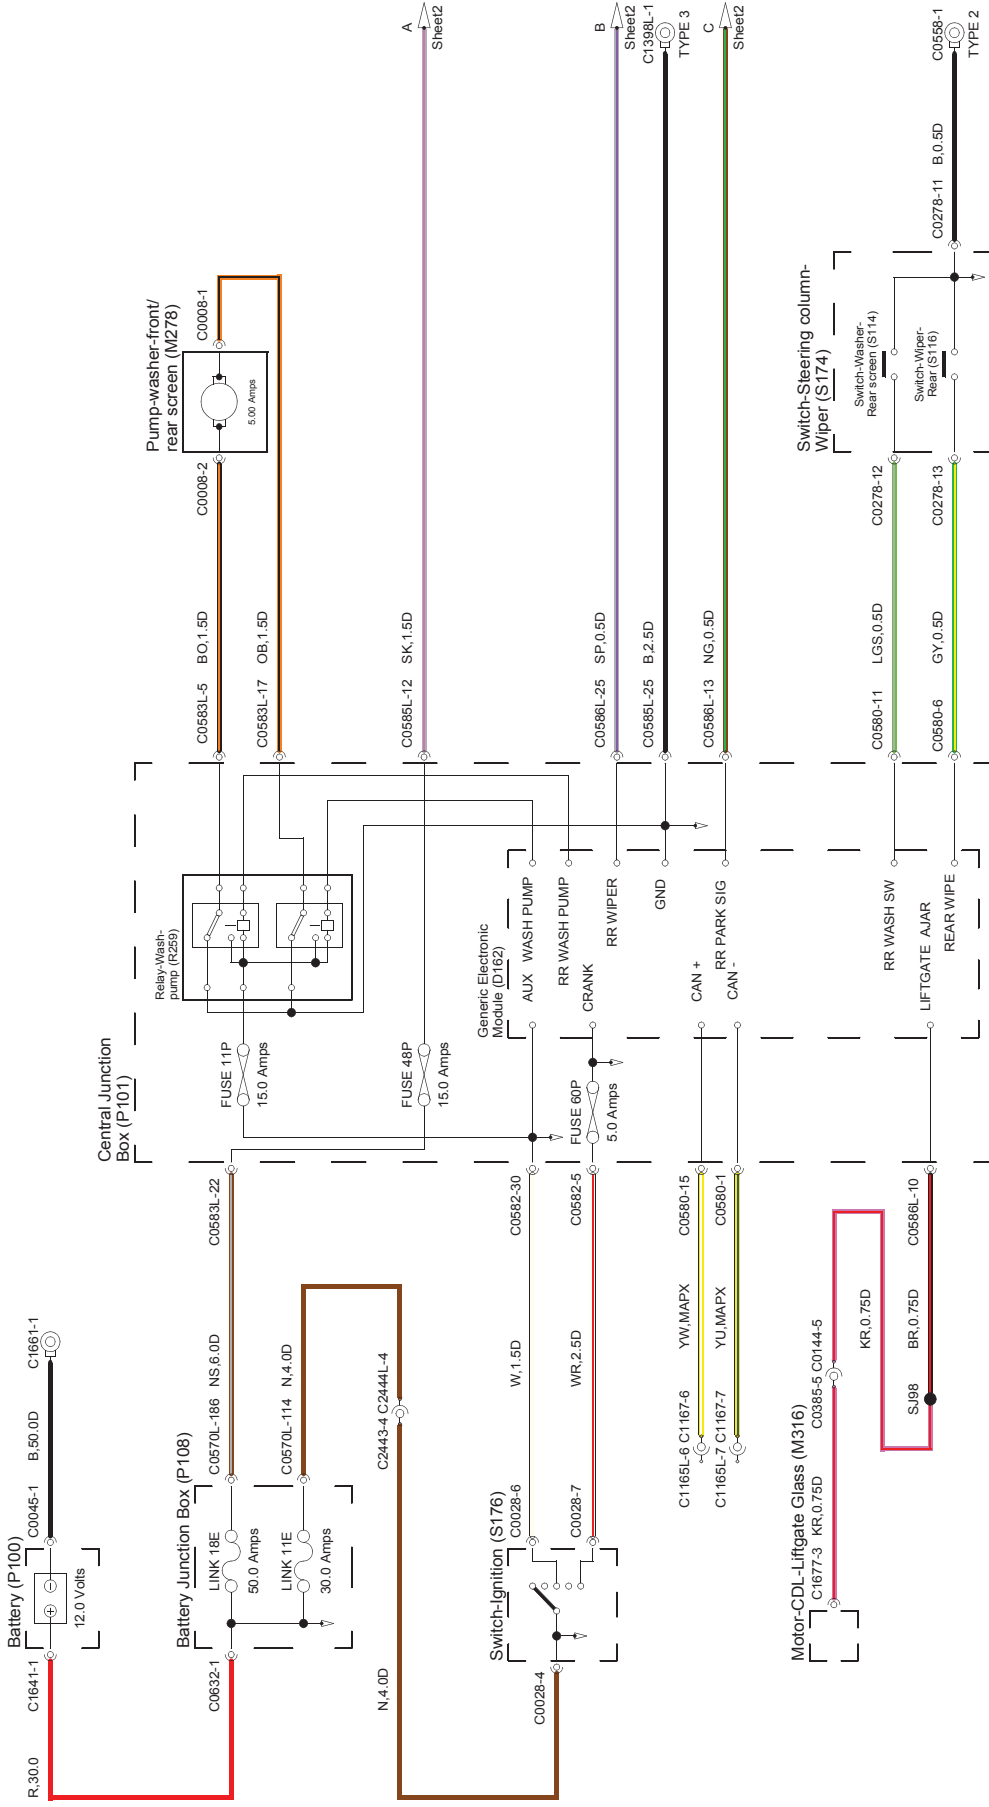 Battery (P100)
12.0 Volts
C1641-1
R,30.0
C0045-1
B,50.0D
C1661-1
Battery Junction Box (P108)
LINK 18E
50.0 Amps
LINK 11E
30.0 Amps
C0632-1
C0570L-186
NS,6.0D
C0583L-22
C0570L-114
N,4.0D
C2443-4
C2444L-4
N,4.0D
Switch-Ignition (S176)
C0028-4
C0028-6
W,1.5D
C0582-30
C0028-7
WR,2.5D
C0582-5
C1165L-6
C1167-6
YW,MAPX
C0580-15
C1165L-7
C1167-7
YU,MAPX
C0580-1
Motor-CDL-Liftgate Glass (M316)
C1677-3
KR,0.75D
C0385-5
C0144-5
KR,0.75D
SJ98
BR,0.75D
C0586L-10
Central Junction
Box (P101)
FUSE 11P
15.0 Amps
FUSE 48P
15.0 Amps
FUSE 60P
5.0 Amps
Relay-Wash-
pump (R259)
Generic Electronic
Module (D162)
AUX WASH PUMP
RR WASH PUMP
CRANK
RR WIPER
GND
CAN +
RR PARK SIG
CAN -
RR WASH SW
LIFTGATE AJAR
REAR WIPE
Pump-washer-front/
rear screen (M278)
5.00 Amps
C0583L-5
BO,1.5D
C0008-2
C0008-1
C0583L-17
OB,1.5D
C0585L-12
SK,1.5D
A
Sheet2
C0586L-25
SP,0.5D
B
Sheet2
C0585L-25
B,2.5D
C1398L-1
TYPE 3
C0586L-13
NG,0.5D
C
Sheet2
Switch-Steering column-
Wiper (S174)
Switch-Washer-
Rear screen (S114)
Switch-Wiper-
Rear (S116)
C0580-11
LGS,0.5D
C0278-12
C0580-6
GY,0.5D
C0278-13
C0278-11
B,0.5D
C0558-1
TYPE 2